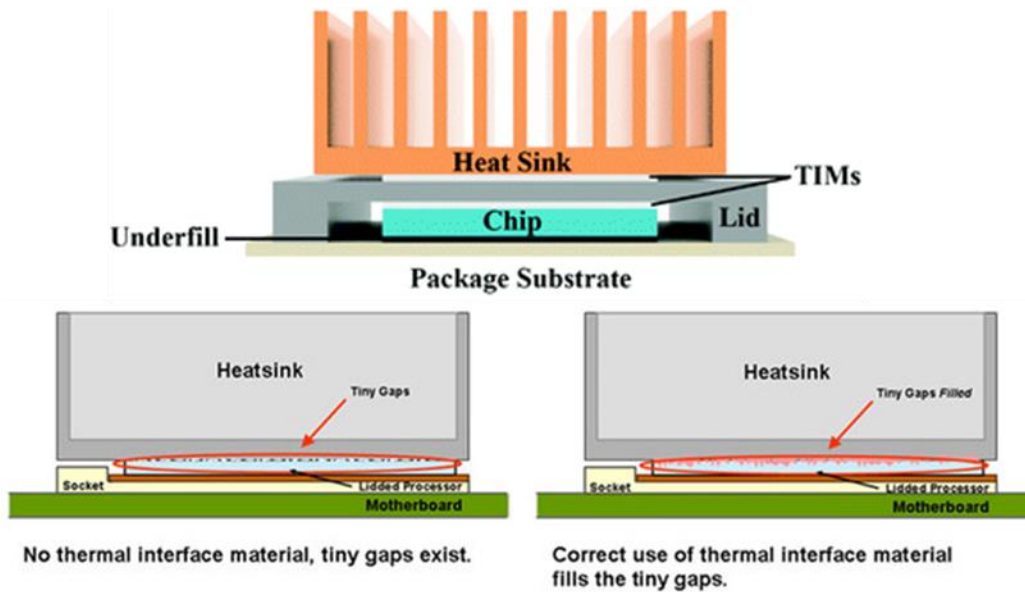 Heat Sink
TIMs
Chip
Lid
Underfill
Package Substrate
Heatsink
Tiny Gaps
Socket
Lidded Processor
Motherboard
No thermal interface material, tiny gaps exist.
Heatsink
Tiny Gaps Filled
Socket
Lidded Processor
Motherboard
Correct use of thermal interface material
fills the tiny gaps.